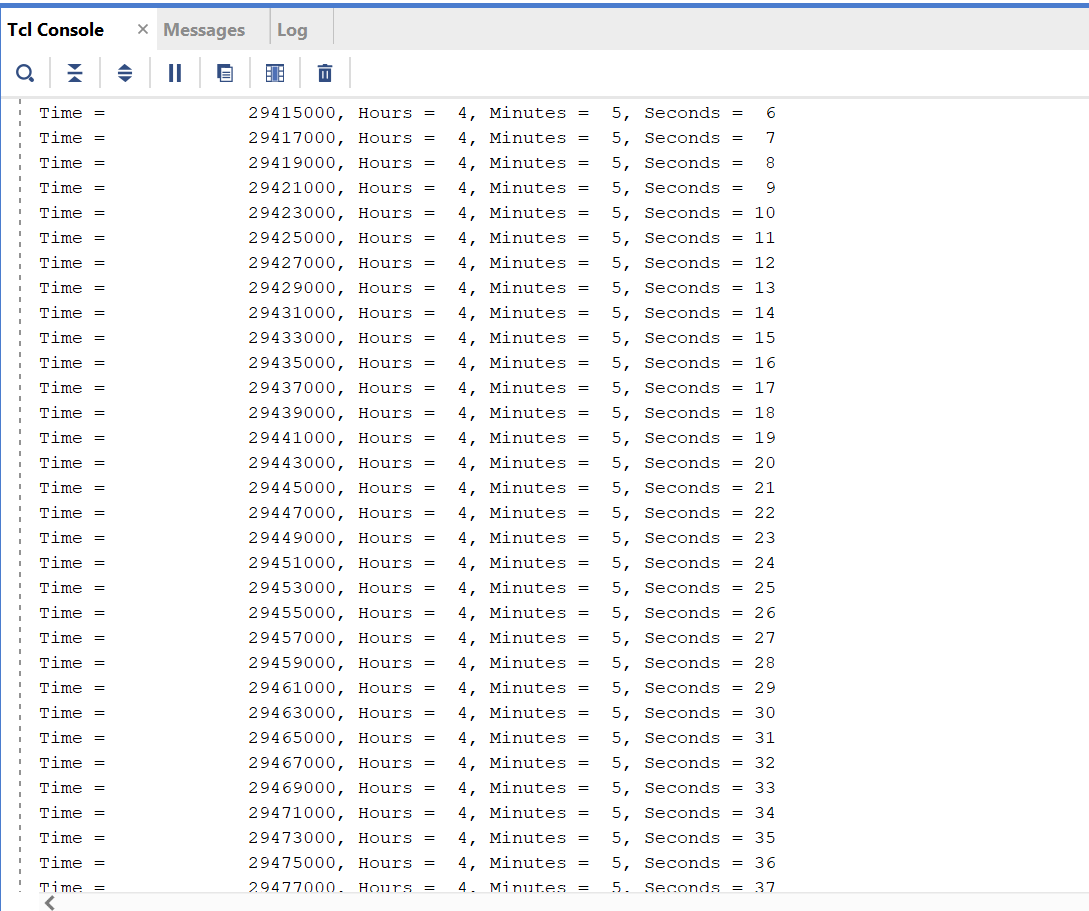 Tcl Console × Messages Log
Time =             29415000, Hours =  4, Minutes =  5, Seconds =  6
Time =             29417000, Hours =  4, Minutes =  5, Seconds =  7
Time =             29419000, Hours =  4, Minutes =  5, Seconds =  8
Time =             29421000, Hours =  4, Minutes =  5, Seconds =  9
Time =             29423000, Hours =  4, Minutes =  5, Seconds = 10
Time =             29425000, Hours =  4, Minutes =  5, Seconds = 11
Time =             29427000, Hours =  4, Minutes =  5, Seconds = 12
Time =             29429000, Hours =  4, Minutes =  5, Seconds = 13
Time =             29431000, Hours =  4, Minutes =  5, Seconds = 14
Time =             29433000, Hours =  4, Minutes =  5, Seconds = 15
Time =             29435000, Hours =  4, Minutes =  5, Seconds = 16
Time =             29437000, Hours =  4, Minutes =  5, Seconds = 17
Time =             29439000, Hours =  4, Minutes =  5, Seconds = 18
Time =             29441000, Hours =  4, Minutes =  5, Seconds = 19
Time =             29443000, Hours =  4, Minutes =  5, Seconds = 20
Time =             29445000, Hours =  4, Minutes =  5, Seconds = 21
Time =             29447000, Hours =  4, Minutes =  5, Seconds = 22
Time =             29449000, Hours =  4, Minutes =  5, Seconds = 23
Time =             29451000, Hours =  4, Minutes =  5, Seconds = 24
Time =             29453000, Hours =  4, Minutes =  5, Seconds = 25
Time =             29455000, Hours =  4, Minutes =  5, Seconds = 26
Time =             29457000, Hours =  4, Minutes =  5, Seconds = 27
Time =             29459000, Hours =  4, Minutes =  5, Seconds = 28
Time =             29461000, Hours =  4, Minutes =  5, Seconds = 29
Time =             29463000, Hours =  4, Minutes =  5, Seconds = 30
Time =             29465000, Hours =  4, Minutes =  5, Seconds = 31
Time =             29467000, Hours =  4, Minutes =  5, Seconds = 32
Time =             29469000, Hours =  4, Minutes =  5, Seconds = 33
Time =             29471000, Hours =  4, Minutes =  5, Seconds = 34
Time =             29473000, Hours =  4, Minutes =  5, Seconds = 35
Time =             29475000, Hours =  4, Minutes =  5, Seconds = 36
Time =             29477000, Hours =  4, Minutes =  5, Seconds = 37